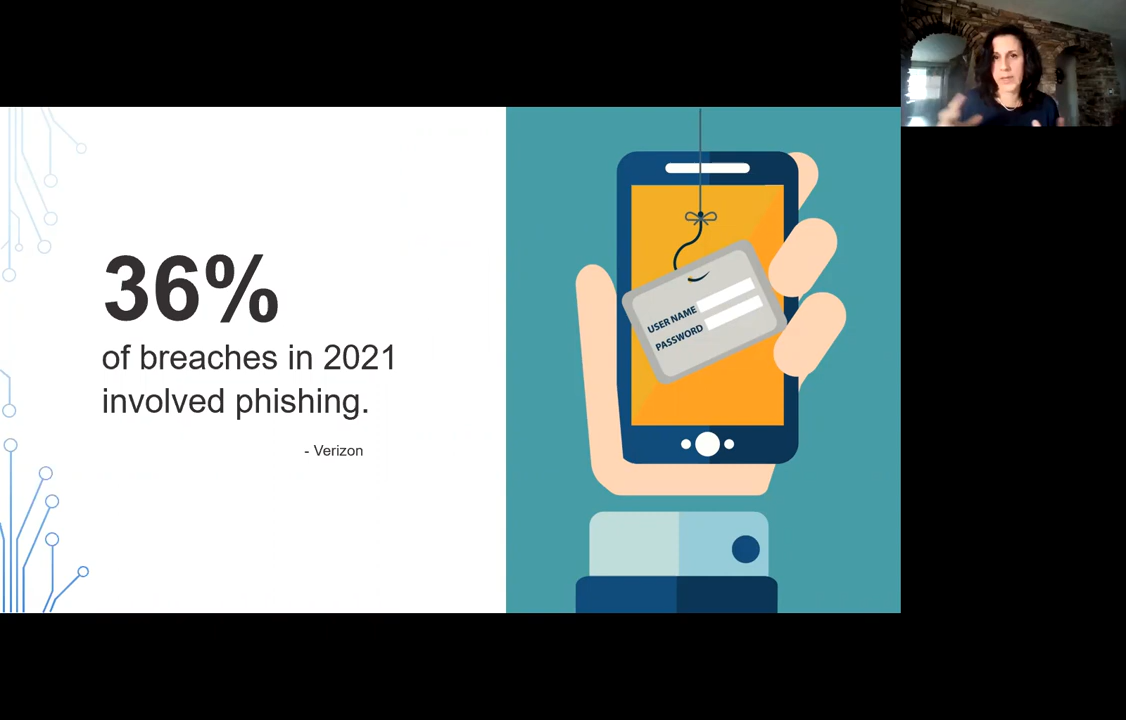 36%
of breaches in 2021
involved phishing.
- Verizon
USER NAME
PASSWORD